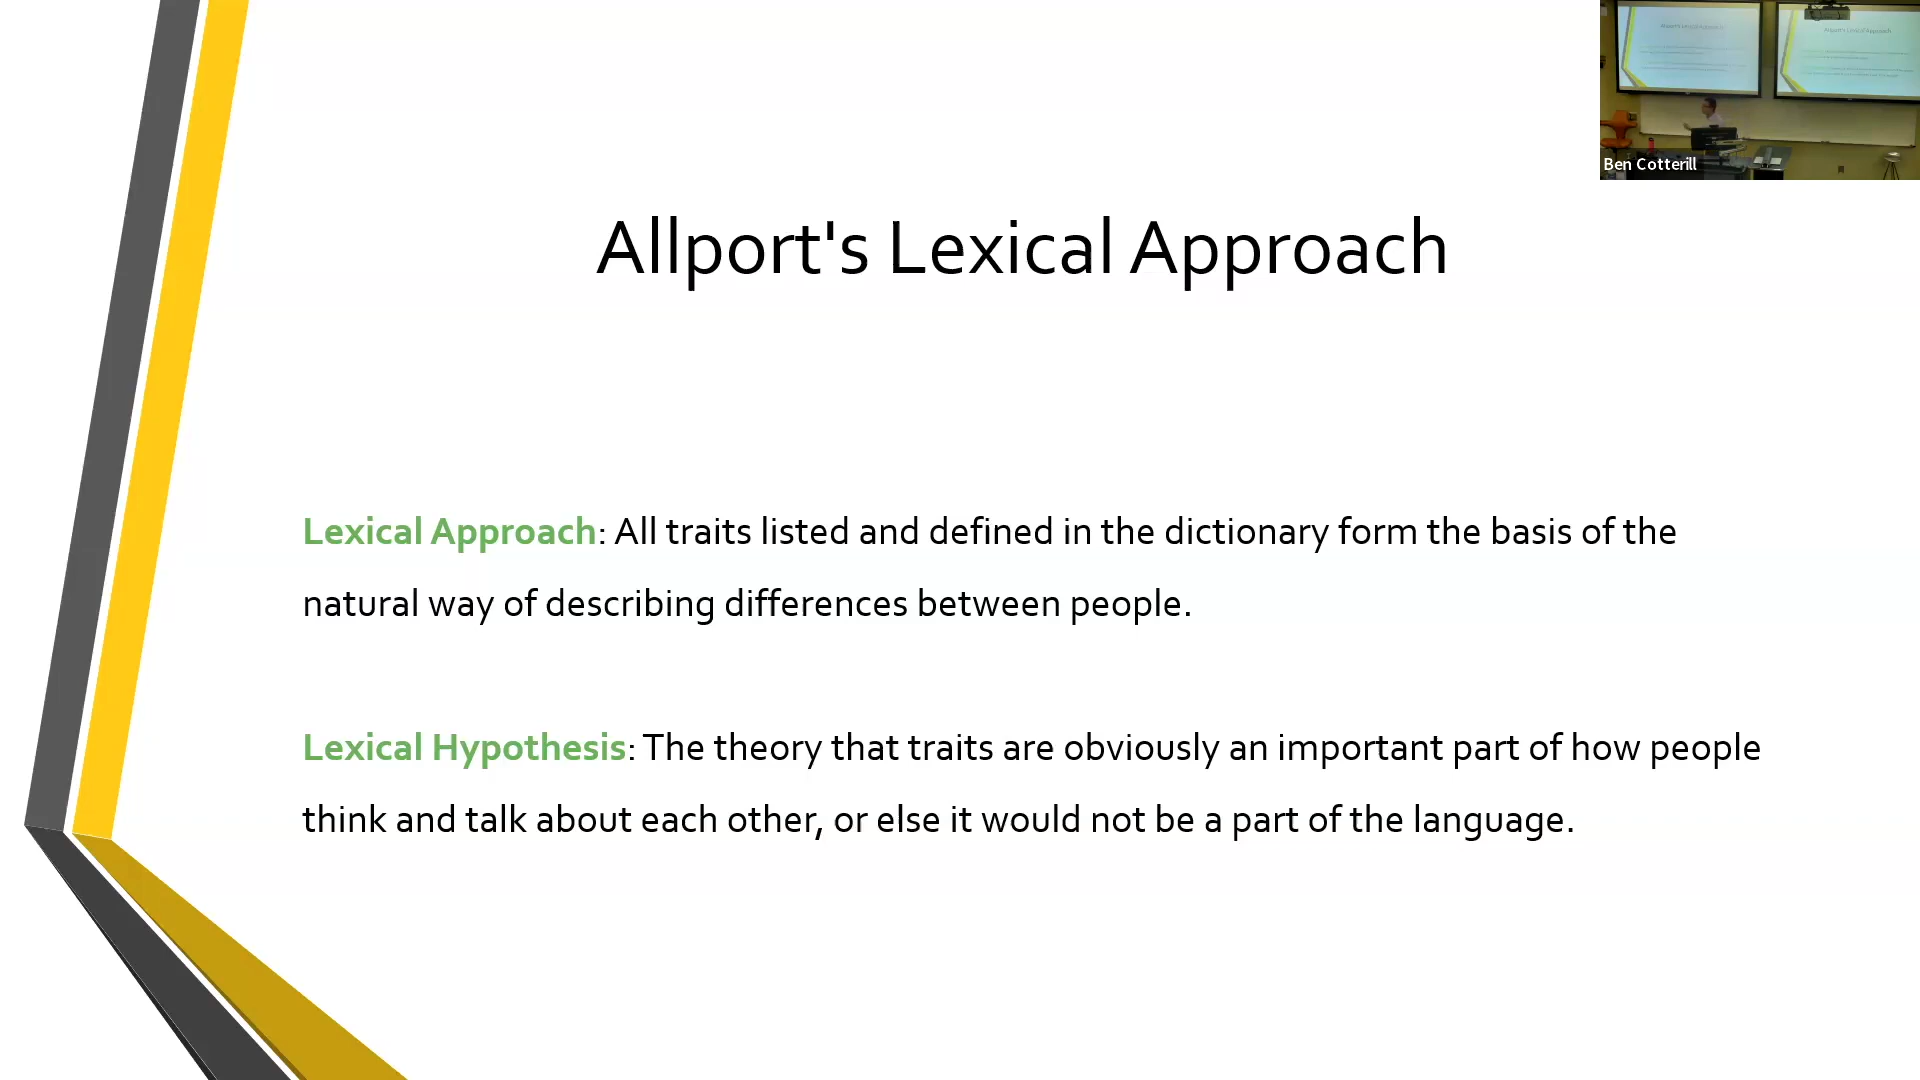 Allport's Lexical Approach
Ben Cotterill
Allport's Lexical Approach
Lexical Approach: All traits listed and defined in the dictionary form the basis of the
natural way of describing differences between people.
Lexical Hypothesis: The theory that traits are obviously an important part of how people
think and talk about each other, or else it would not be a part of the language.